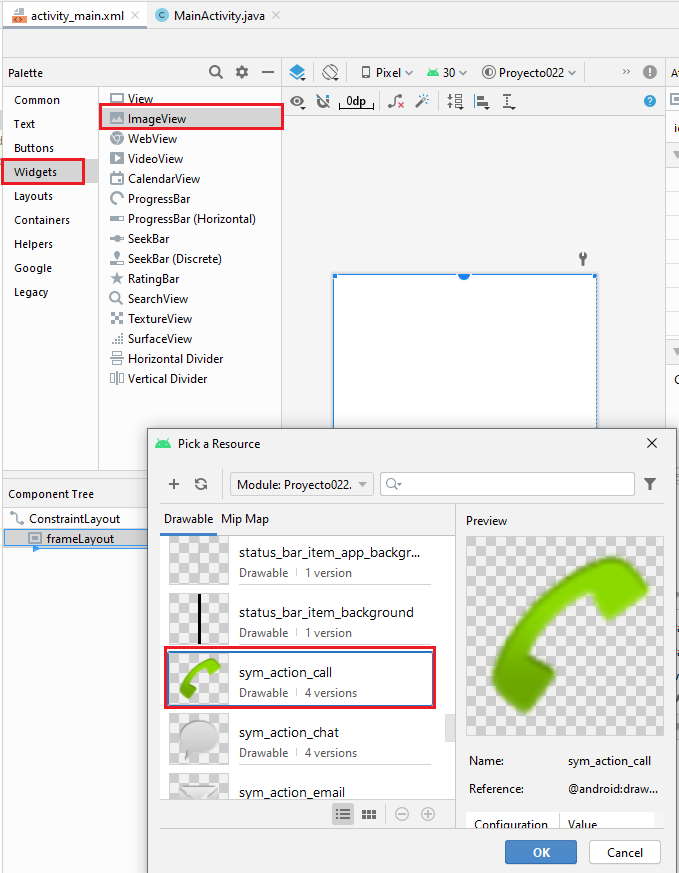 activity_main.xml
MainActivity.java
Palette
Pixel
30
Proyecto022
Common
Text
Buttons
Widgets
Layouts
Containers
Helpers
Google
Legacy
View
ImageView
WebView
VideoView
CalendarView
ProgressBar
ProgressBar (Horizontal)
SeekBar
SeekBar (Discrete)
RatingBar
SearchView
TextureView
SurfaceView
Horizontal Divider
Vertical Divider
0dp
Component Tree
ConstraintLayout
frameLayout
Pick a Resource
Module: Proyecto022.
Drawable Mip Map
status_bar_item_app_backgr...
Drawable | 1 version
status_bar_item_background
Drawable | 1 version
sym_action_call
Drawable | 4 versions
sym_action_chat
Drawable | 4 versions
sym_action_email
Preview
Name: sym_action_call
Reference: @android:draw...
Configuration Value
OK Cancel